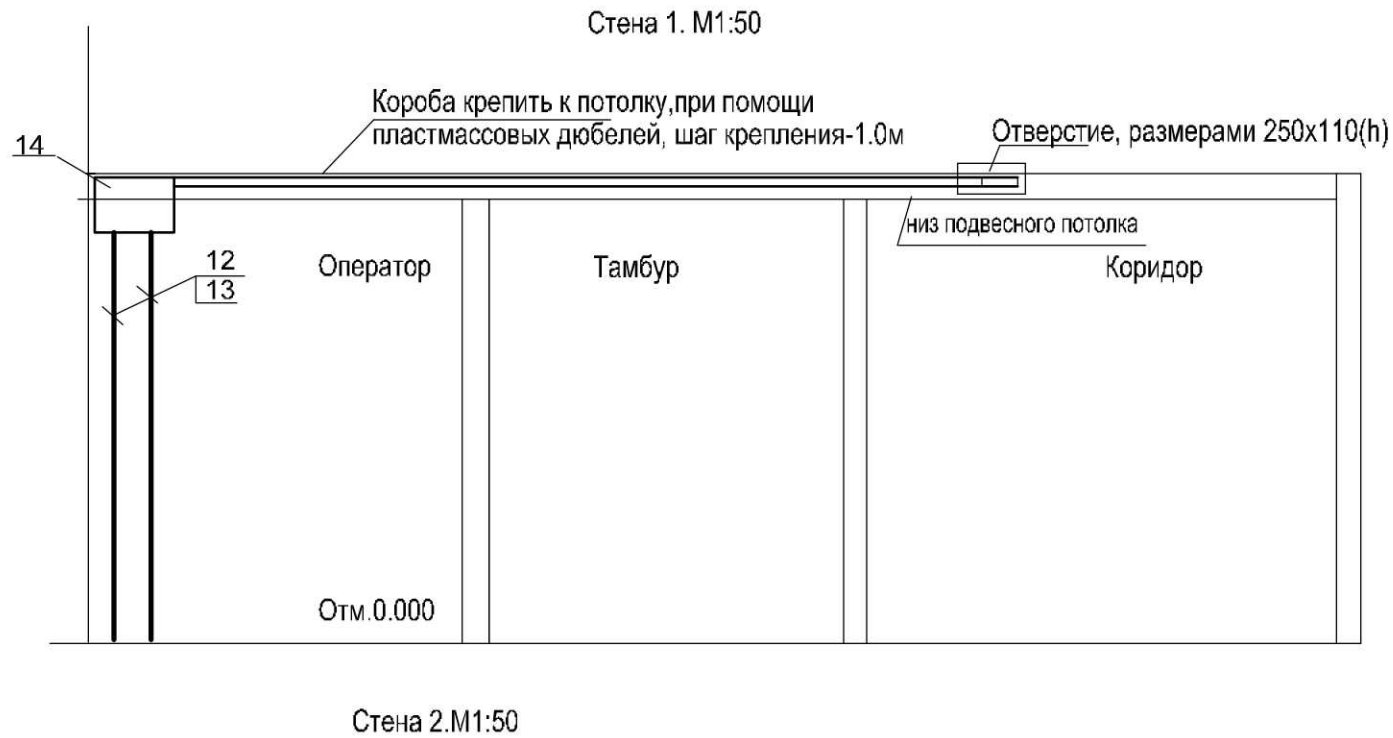 Стена 1. М1:50
Короба крепить к потолку,при помощи
пластмассовых дюбелей, шаг крепления-1.0м
Отверстие, размерами 250х110(h)
14
низ подвесного потолка
12
13
Оператор
Тамбур
Коридор
Отм.0.000
Стена 2.М1:50